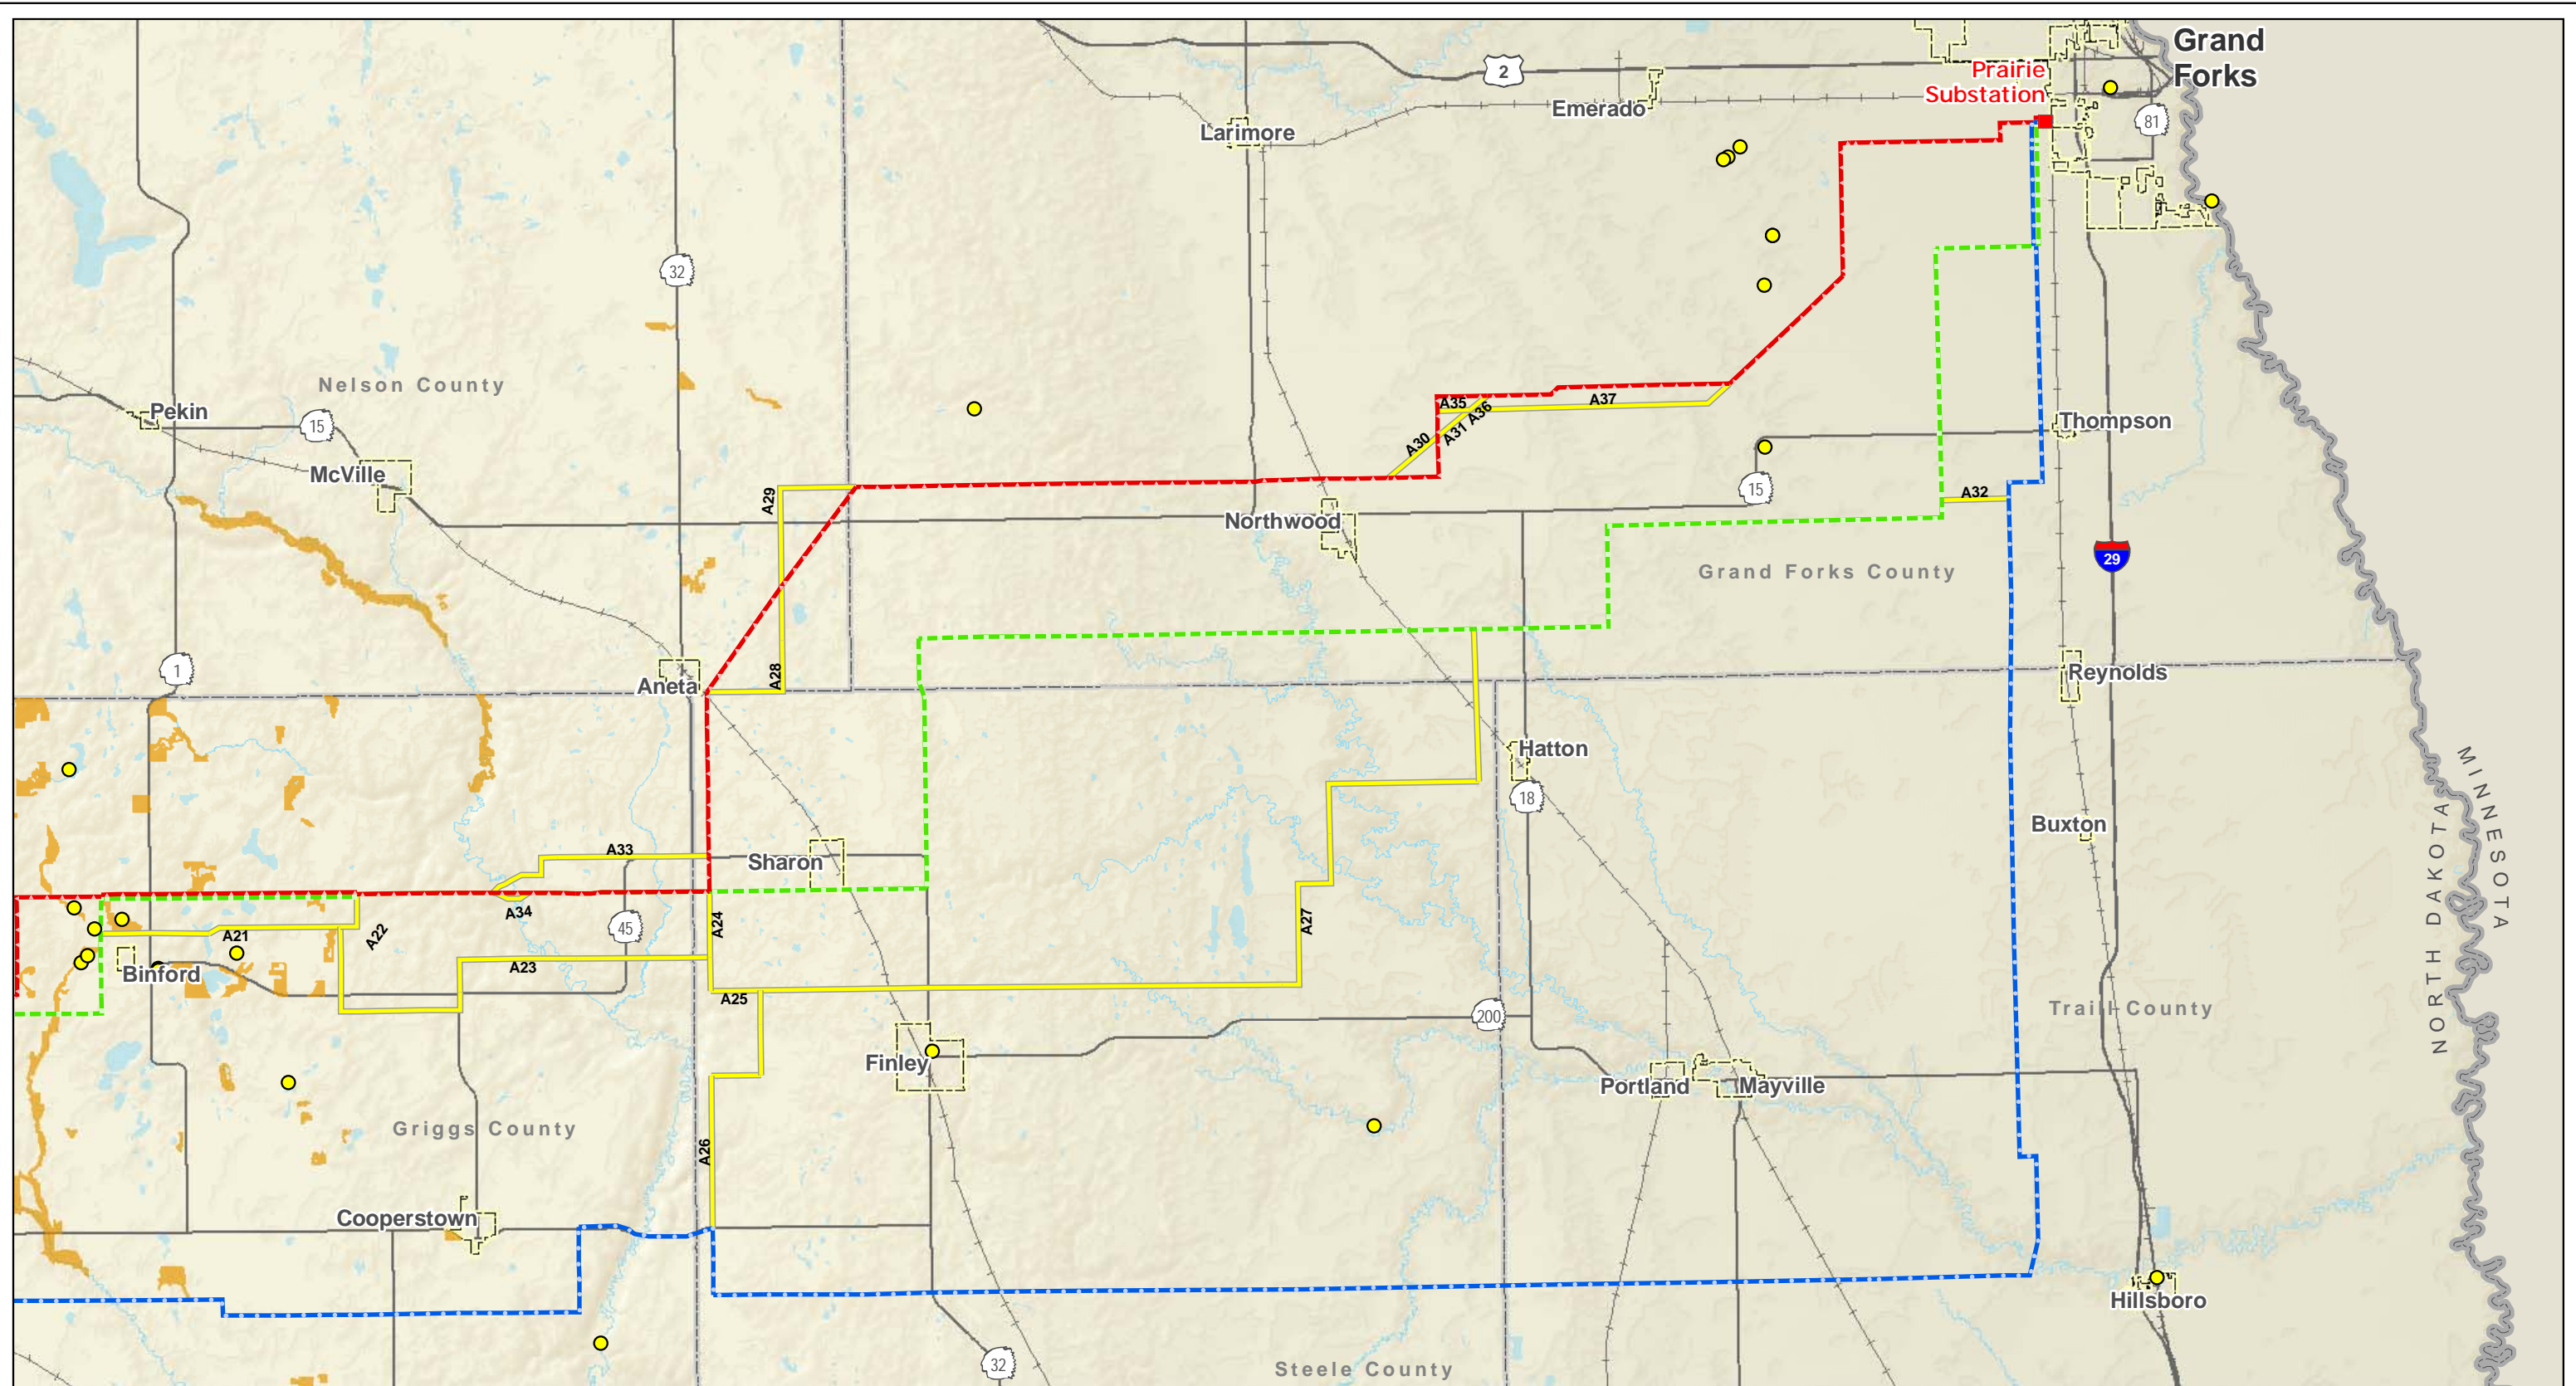 Grand
Forks
Prairie
Substation
2
Emerado
81
Larimore
32
Nelson County
Pekin
15
McVille
A35
A36
A37
A30
A31
Thompson
A29
15
A32
Northwood
29
Grand Forks County
1
A28
Aneta
Reynolds
Hatton
18
MINNESOTA
NORTH DAKOTA
Buxton
A33
Sharon
A34
45
A24
A27
A21
A22
A23
Binford
A25
200
Traill County
Finley
Portland
Mayville
Griggs County
A26
Cooperstown
Hillsboro
32
Steele County